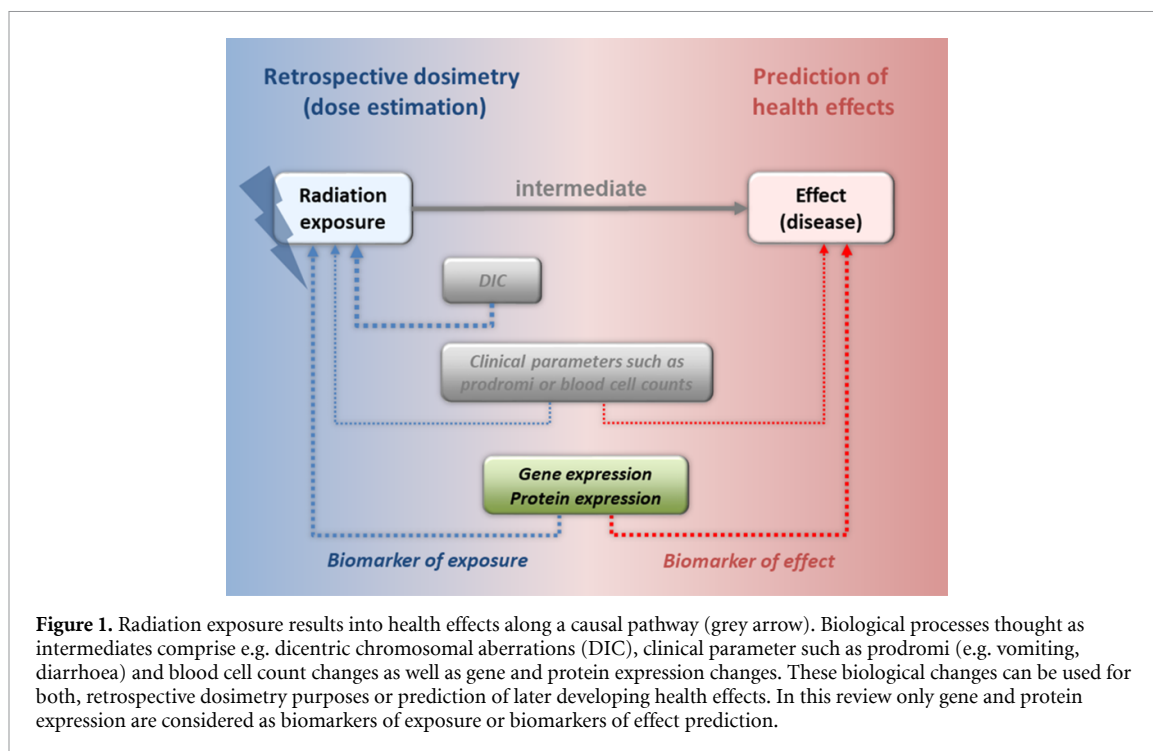 Retrospective dosimetry
(dose estimation)
Prediction of
health effects
Radiation
exposure
intermediate
Effect
(disease)
DIC
Clinical parameters such as
prodromi or blood cell counts
Gene expression
Protein expression
Biomarker of exposure
Biomarker of effect
Figure 1. Radiation exposure results into health effects along a causal pathway (grey arrow). Biological processes thought as
intermediates comprise e.g. dicentric chromosomal aberrations (DIC), clinical parameter such as prodromi (e.g. vomiting,
diarrhoea) and blood cell count changes as well as gene and protein expression changes. These biological changes can be used for
both, retrospective dosimetry purposes or prediction of later developing health effects. In this review only gene and protein
expression are considered as biomarkers of exposure or biomarkers of effect prediction.